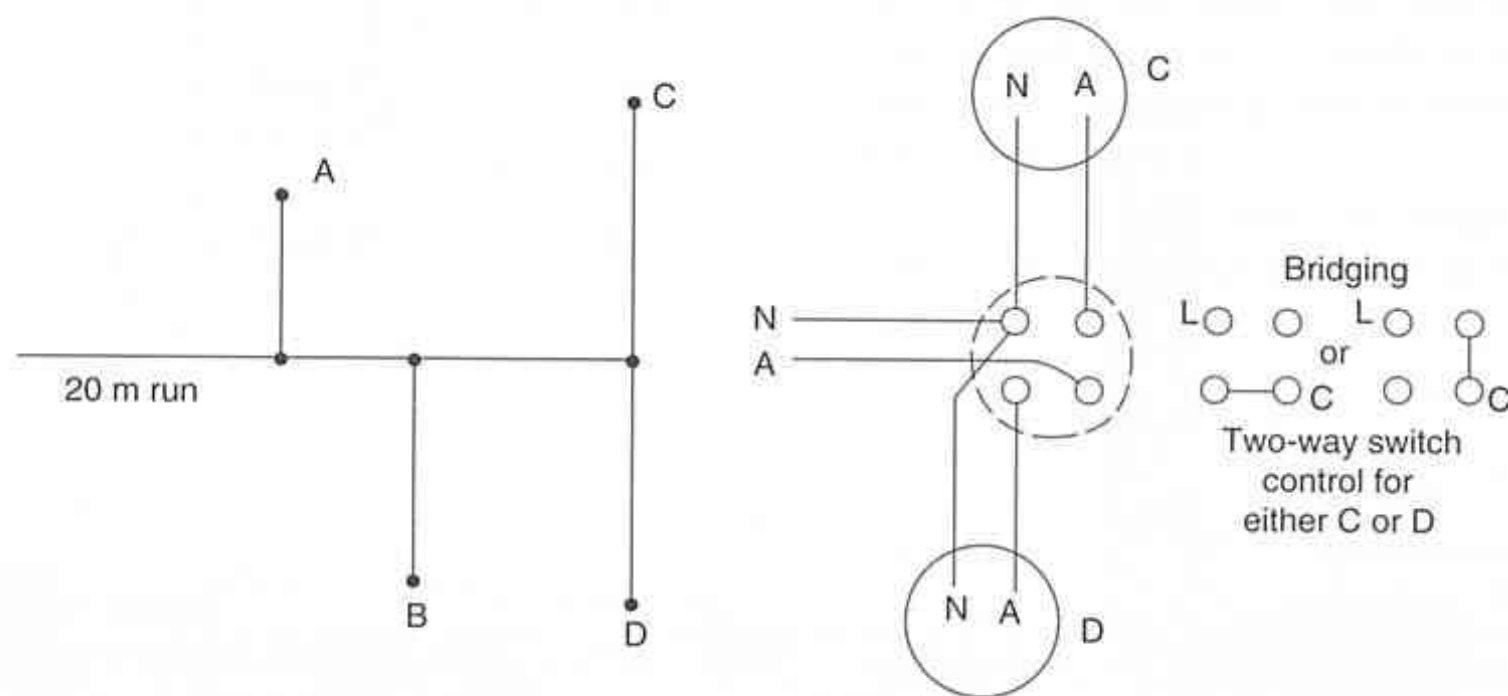 C
A
20 m run
B
D
N A C
N
A
Bridging
L L
or
C C
Two-way switch
control for
either C or D
N A D